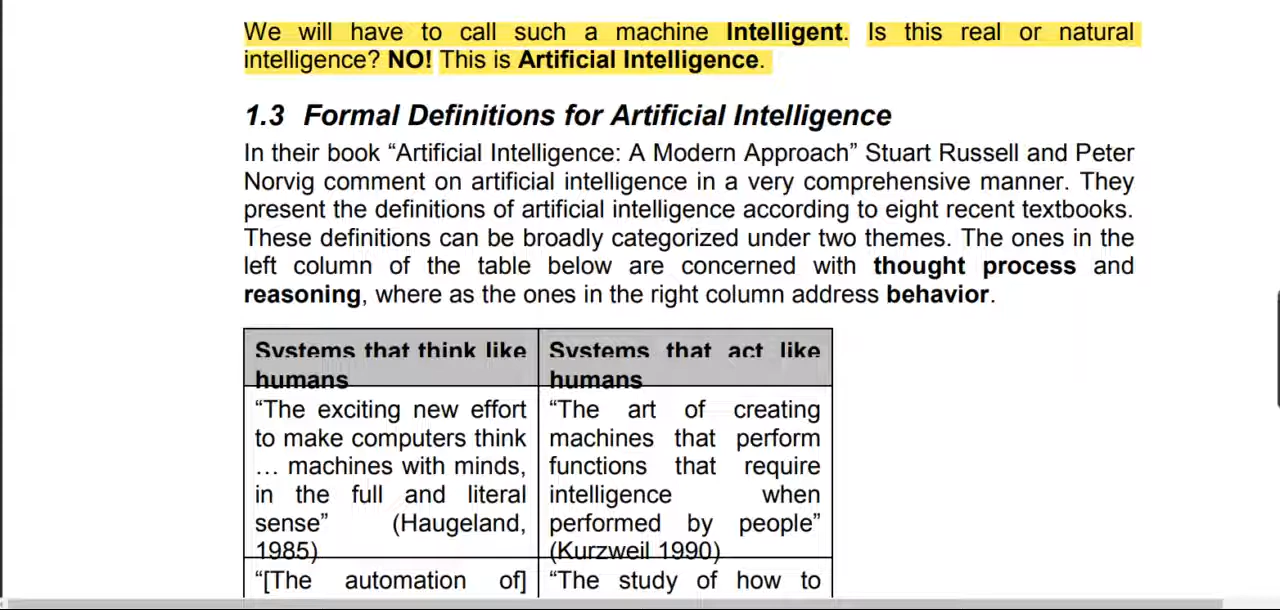 We will have to call such a machine Intelligent. Is this real or natural
intelligence? NO! This is Artificial Intelligence.
1.3 Formal Definitions for Artificial Intelligence
In their book “Artificial Intelligence: A Modern Approach” Stuart Russell and Peter
Norvig comment on artificial intelligence in a very comprehensive manner. They
present the definitions of artificial intelligence according to eight recent textbooks.
These definitions can be broadly categorized under two themes. The ones in the
left column of the table below are concerned with thought process and
reasoning, where as the ones in the right column address behavior.
Systems that think like
humans
Systems that act like
humans
“The exciting new effort
to make computers think
… machines with minds,
in the full and literal
sense” (Haugeland,
1985)
“The art of creating
machines that perform
functions that require
intelligence when
performed by people”
(Kurzweil 1990)
“[The automation of]
“The study of how to